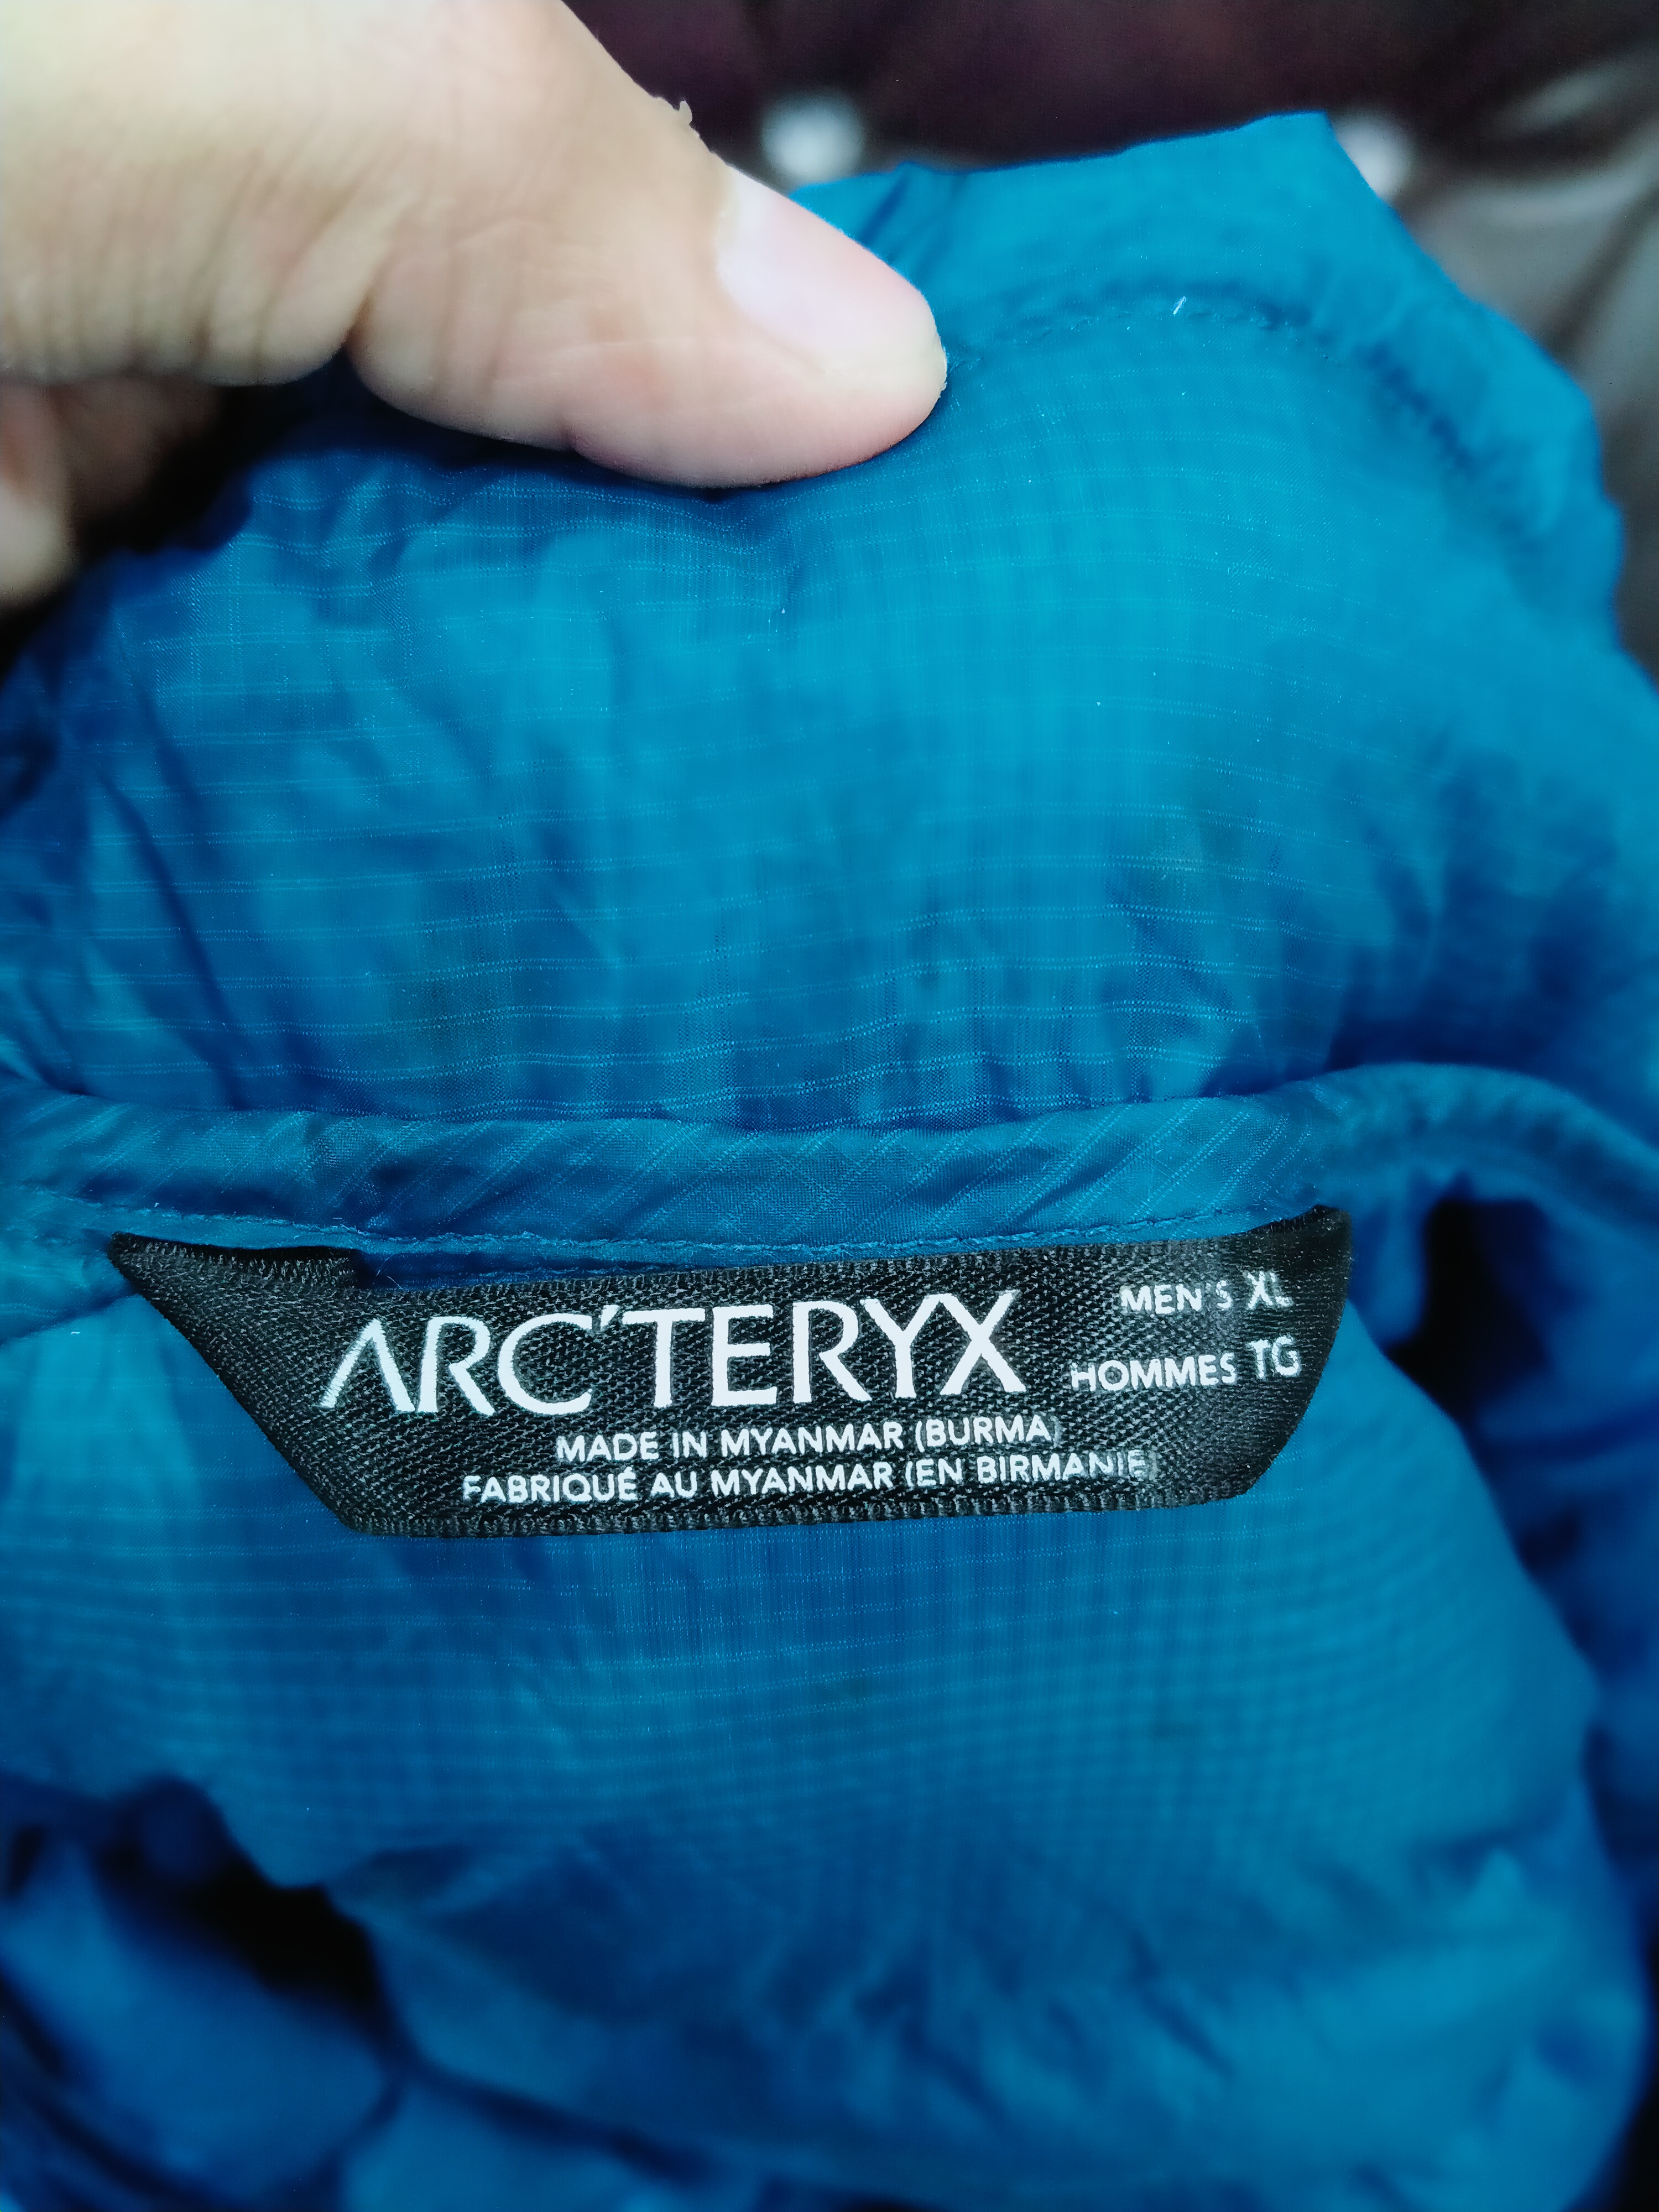 ARC'TERYX
MEN'S XL
HOMMES TG
MADE IN MYANMAR (BURMA)
FABRIQUÉ AU MYANMAR (EN BIRMANIE)